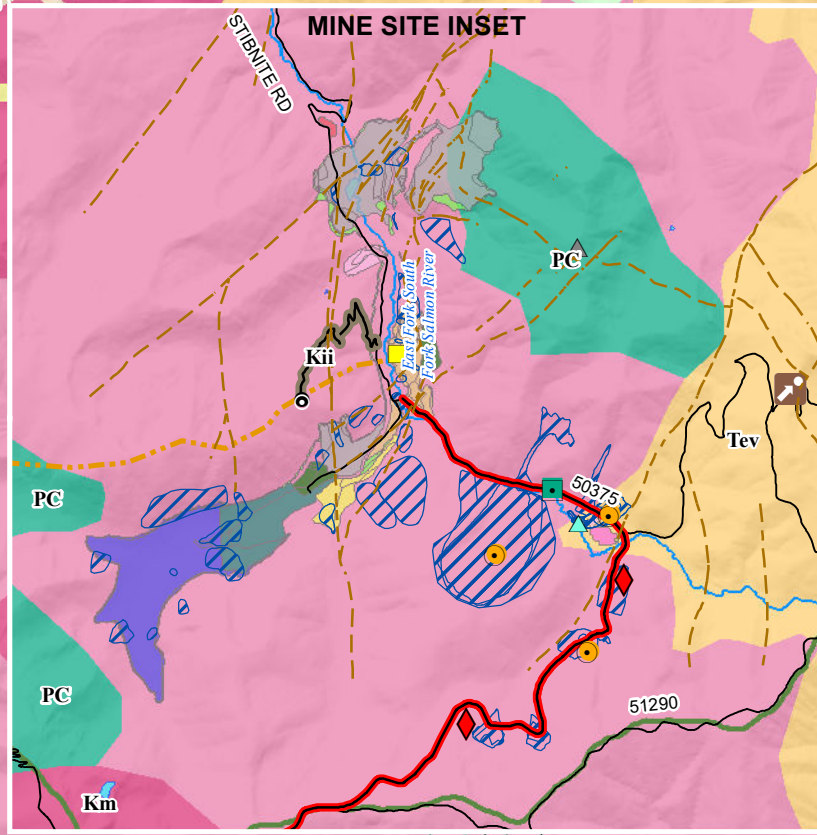 MINE SITE INSET
STIBNITE RD
PC
East Fork South
Fork Salmon River
Kii
Tev
PC
50375
PC
51290
Km